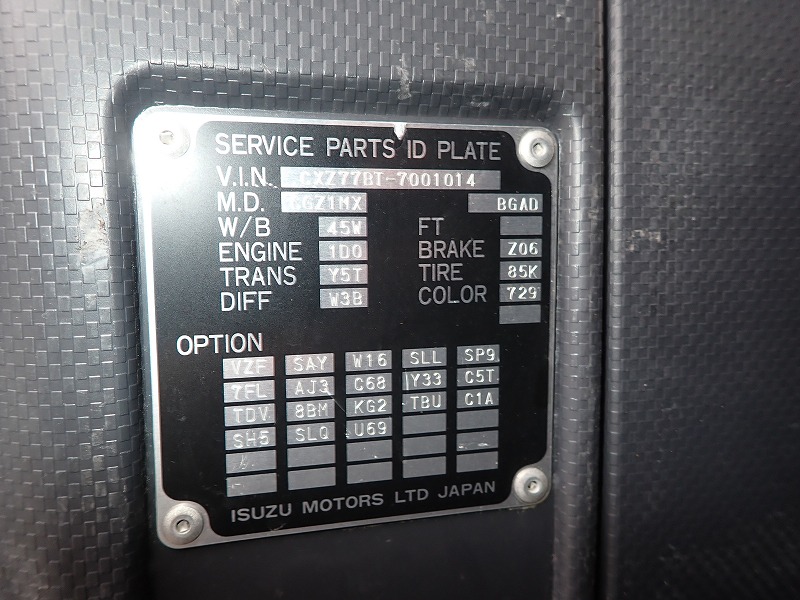 SERVICE PARTS ID PLATE
V.I.N. CXZ77BT-7001014
M.D. CGZ1MX BGAD
W/B 45W FT
ENGINE 1D0 BRAKE Z06
TRANS Y5T TIRE 85K
DIFF W3B COLOR 729
OPTION
VZF SAY W16 SLL SP9
7FL AJ3 C68 Y33 C5T
TDV 8BM KG2 TBU C1A
SH5 SLQ U69
ISUZU MOTORS LTD JAPAN